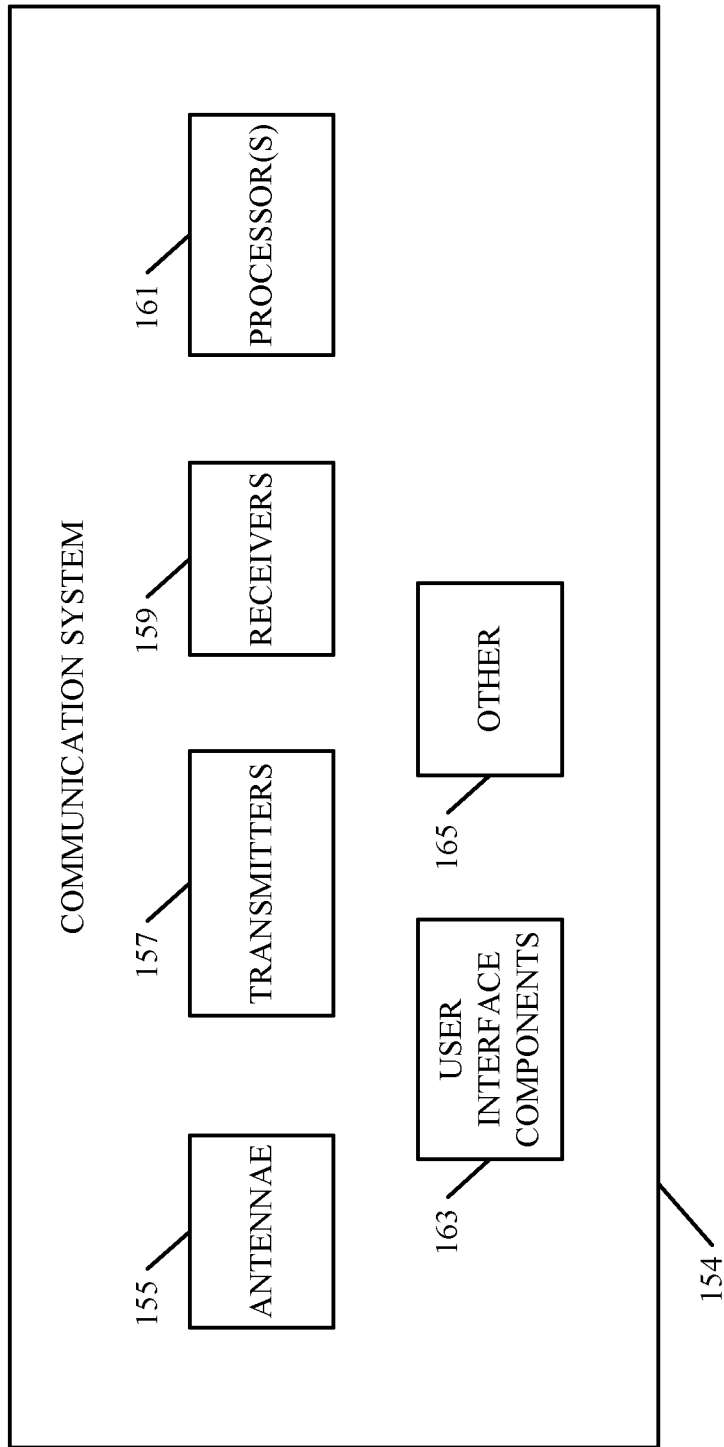 COMMUNICATION SYSTEM
155
157
159
161
ANTENNAE
TRANSMITTERS
RECEIVERS
PROCESSOR(S)
163
165
USER
INTERFACE
COMPONENTS
OTHER
154